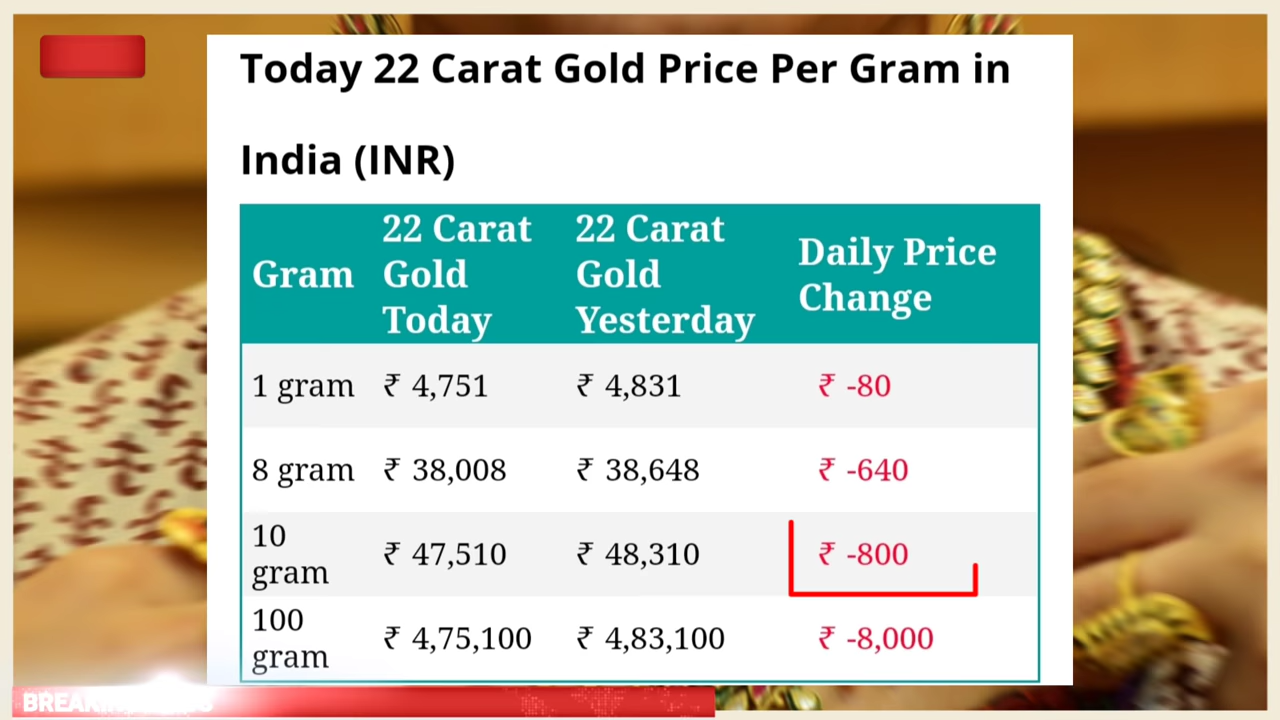 Today 22 Carat Gold Price Per Gram in
India (INR)
Gram 22 Carat Gold Today 22 Carat Gold Yesterday Daily Price Change
1 gram ₹ 4,751 ₹ 4,831 ₹ -80
8 gram ₹ 38,008 ₹ 38,648 ₹ -640
10 gram ₹ 47,510 ₹ 48,310 ₹ -800
100 gram ₹ 4,75,100 ₹ 4,83,100 ₹ -8,000